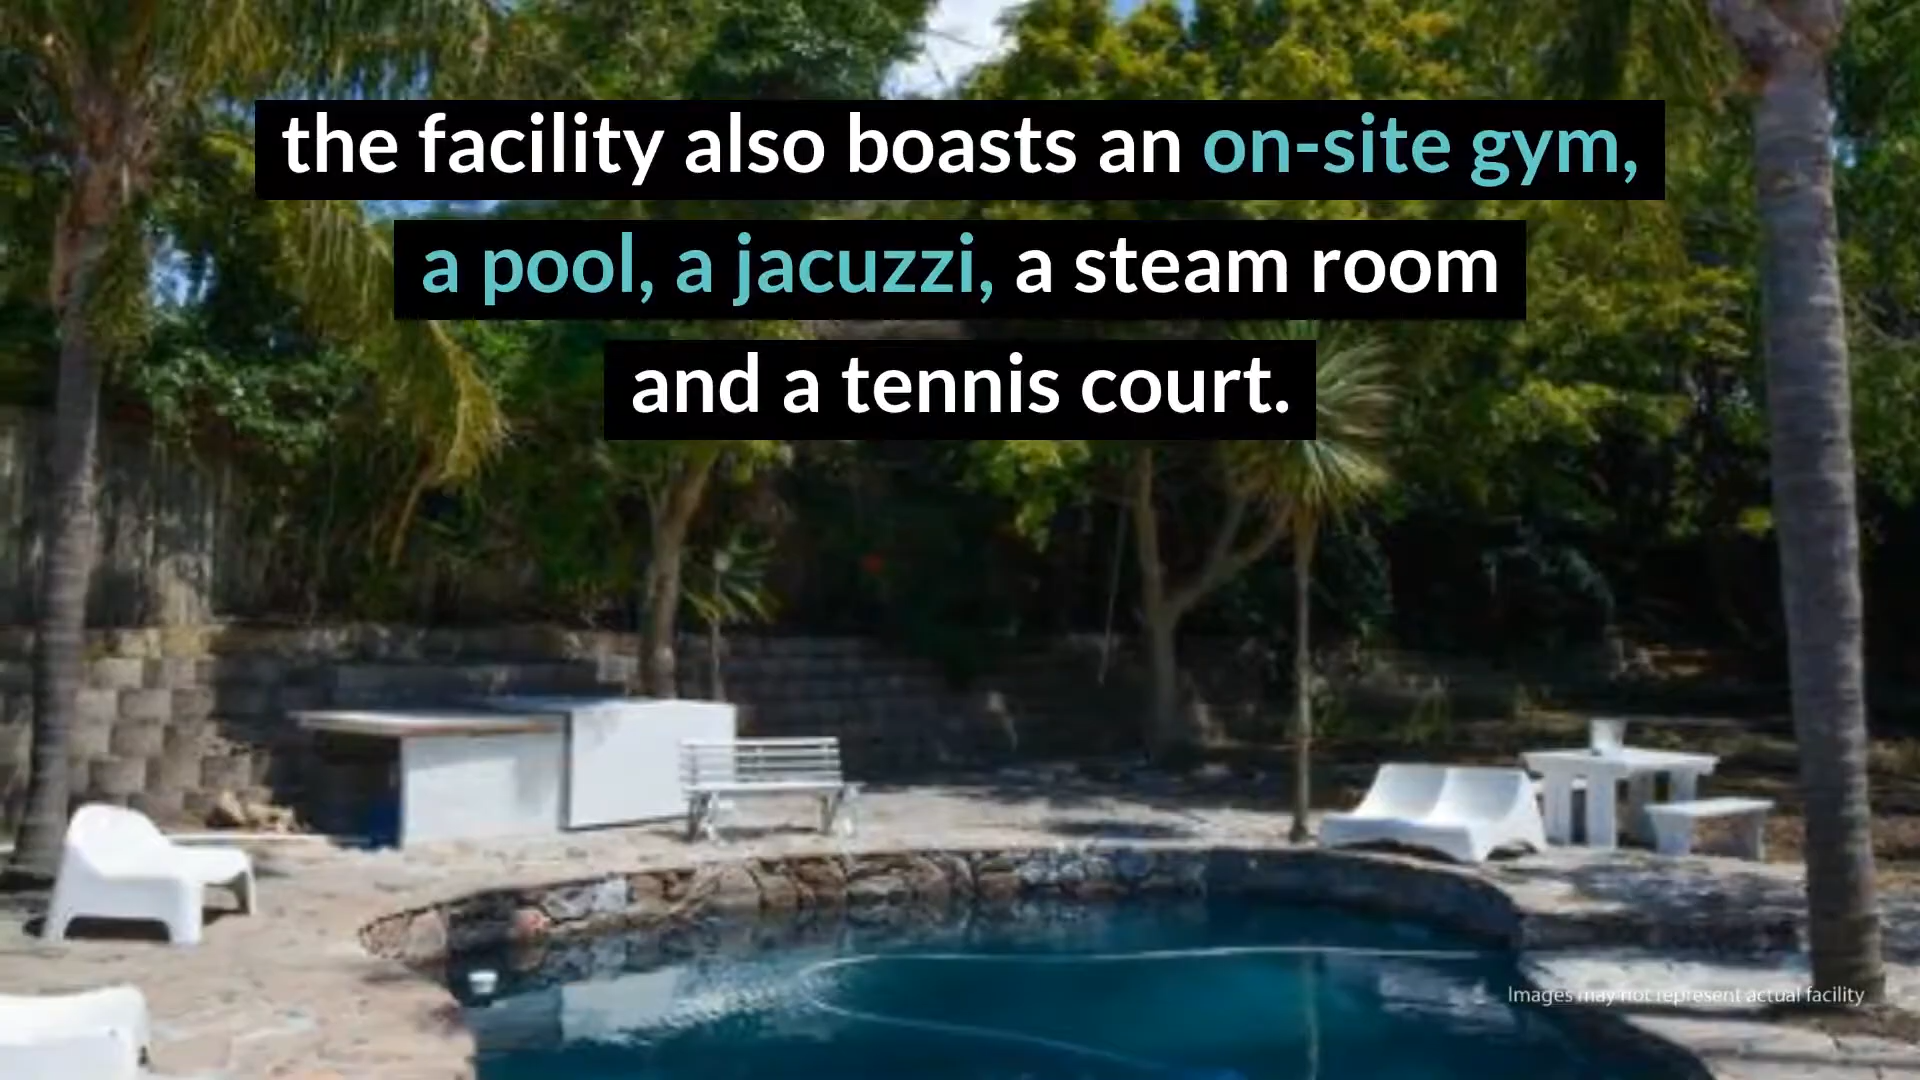 the facility also boasts an on-site gym,
a pool, a jacuzzi, a steam room
and a tennis court.
Images may not represent actual facility